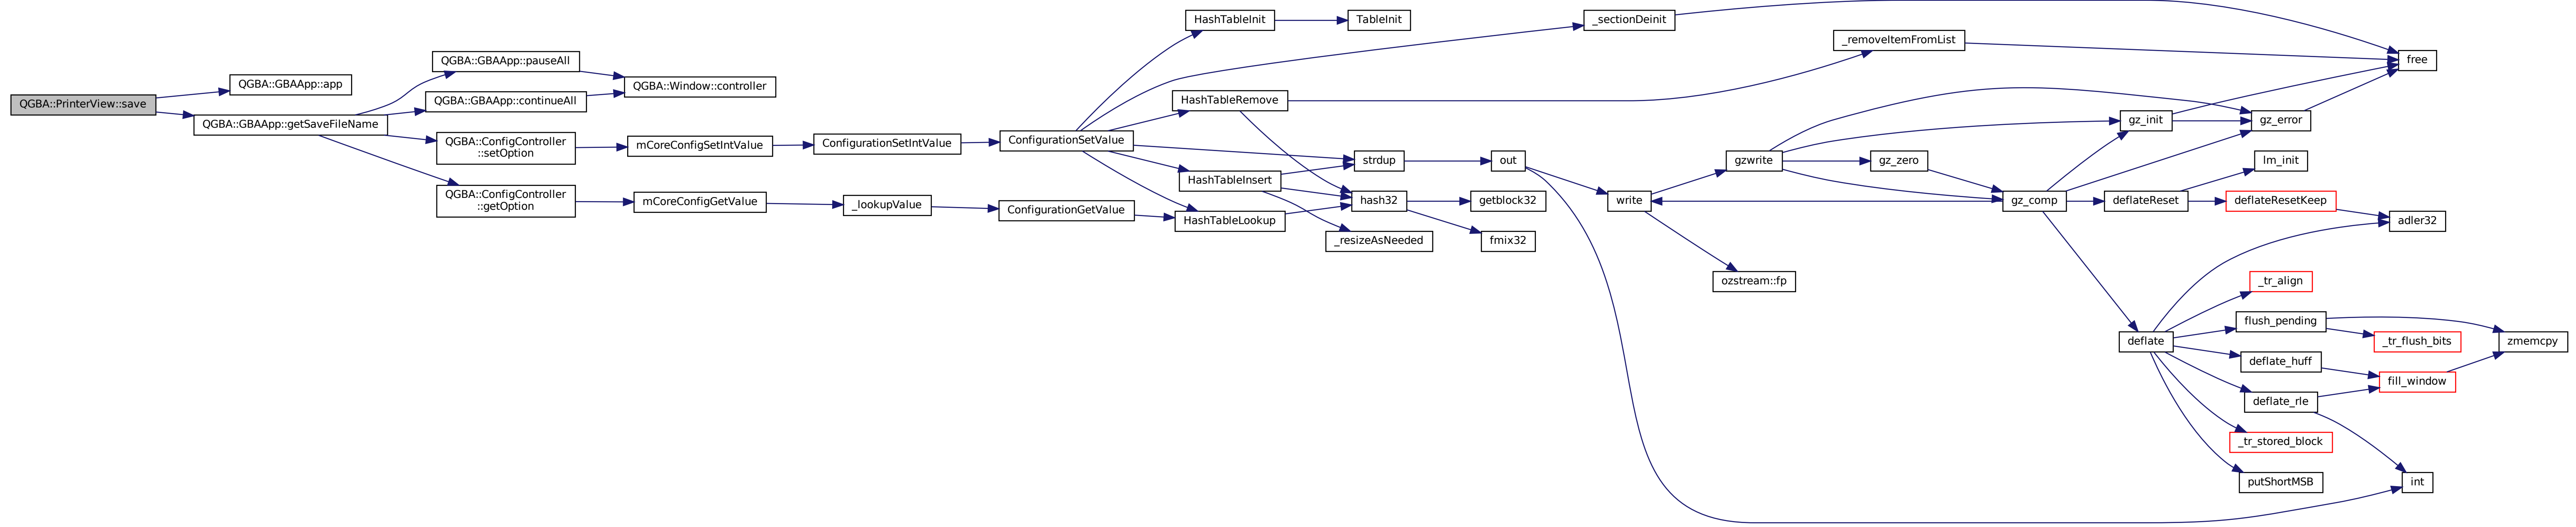 QGBA::PrinterView::save
QGBA::GBAApp::app
QGBA::GBAApp::getSaveFileName
QGBA::GBAApp::pauseAll
QGBA::GBAApp::continueAll
QGBA::ConfigController
::setOption
QGBA::ConfigController
::getOption
QGBA::Window::controller
mCoreConfigSetIntValue
mCoreConfigGetValue
ConfigurationSetIntValue
_lookupValue
ConfigurationSetValue
ConfigurationGetValue
HashTableInit
HashTableRemove
HashTableInsert
HashTableLookup
TableInit
strdup
hash32
_resizeAsNeeded
out
getblock32
fmix32
_sectionDeinit
write
gzwrite
ozstream::fp
_removeItemFromList
gz_zero
gz_comp
gz_init
deflateReset
deflate
gz_error
lm_init
deflateResetKeep
_tr_align
flush_pending
deflate_huff
deflate_rle
_tr_stored_block
putShortMSB
free
adler32
_tr_flush_bits
fill_window
int
zmemcpy